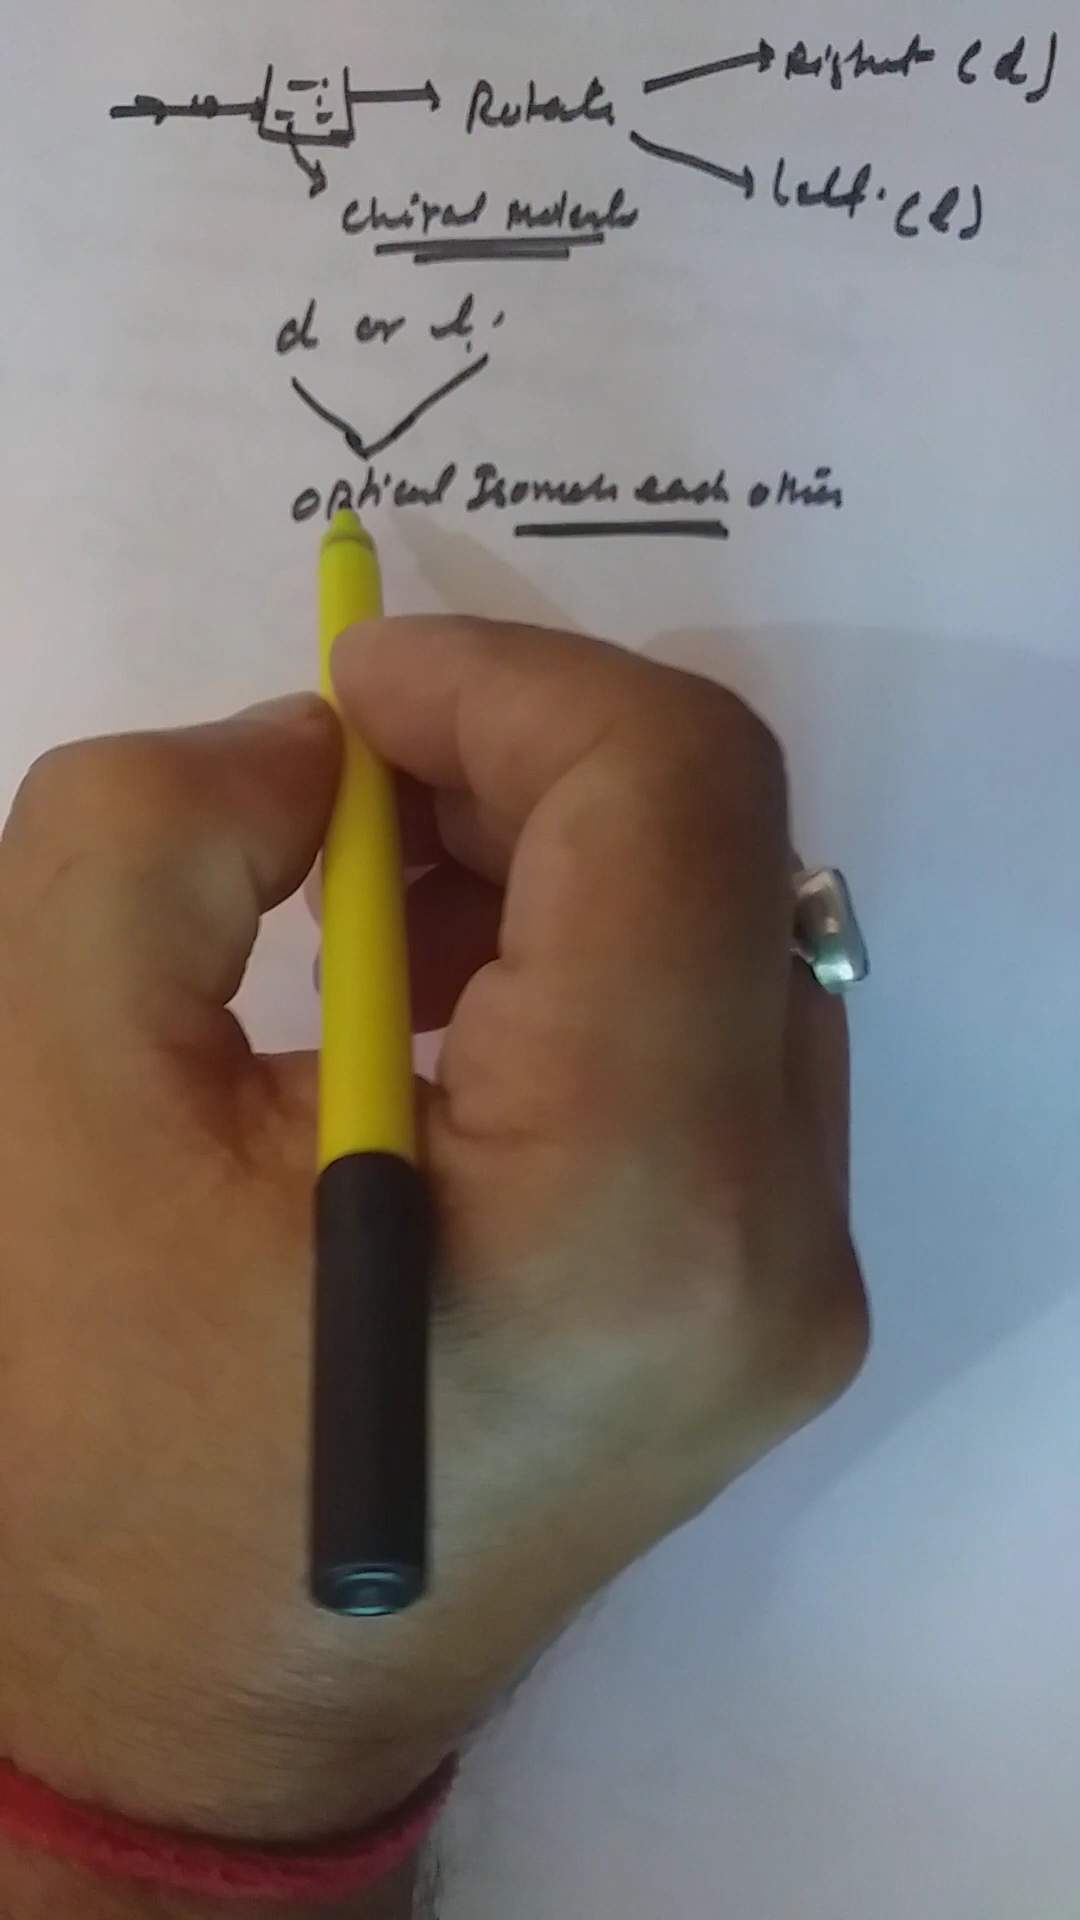 Rotate Right (d)
Left. (l)
Chiral Molecule
d or l.
optical Isomers each other